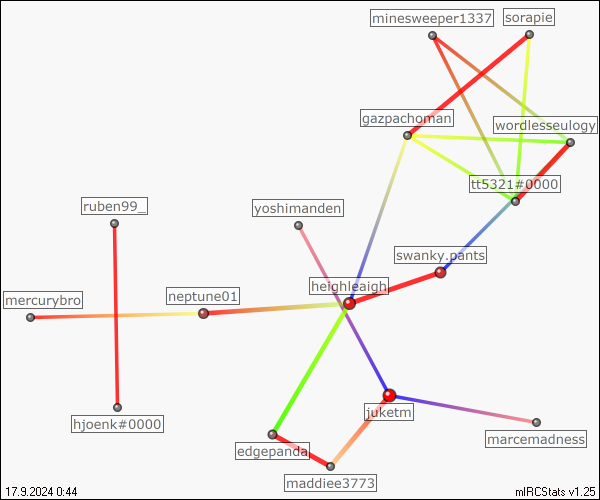 minesweeper1337
sorapie
gazpachoman
wordlesseulogy
tt5321#0000
ruben99_
yoshimanden
swanky.pants
heighleaigh
neptune01
mercurybro
juketm
hjoenk#0000
marcemadness
edgepanda
maddiee3773
17.9.2024 0:44
mIRCStats v1.25